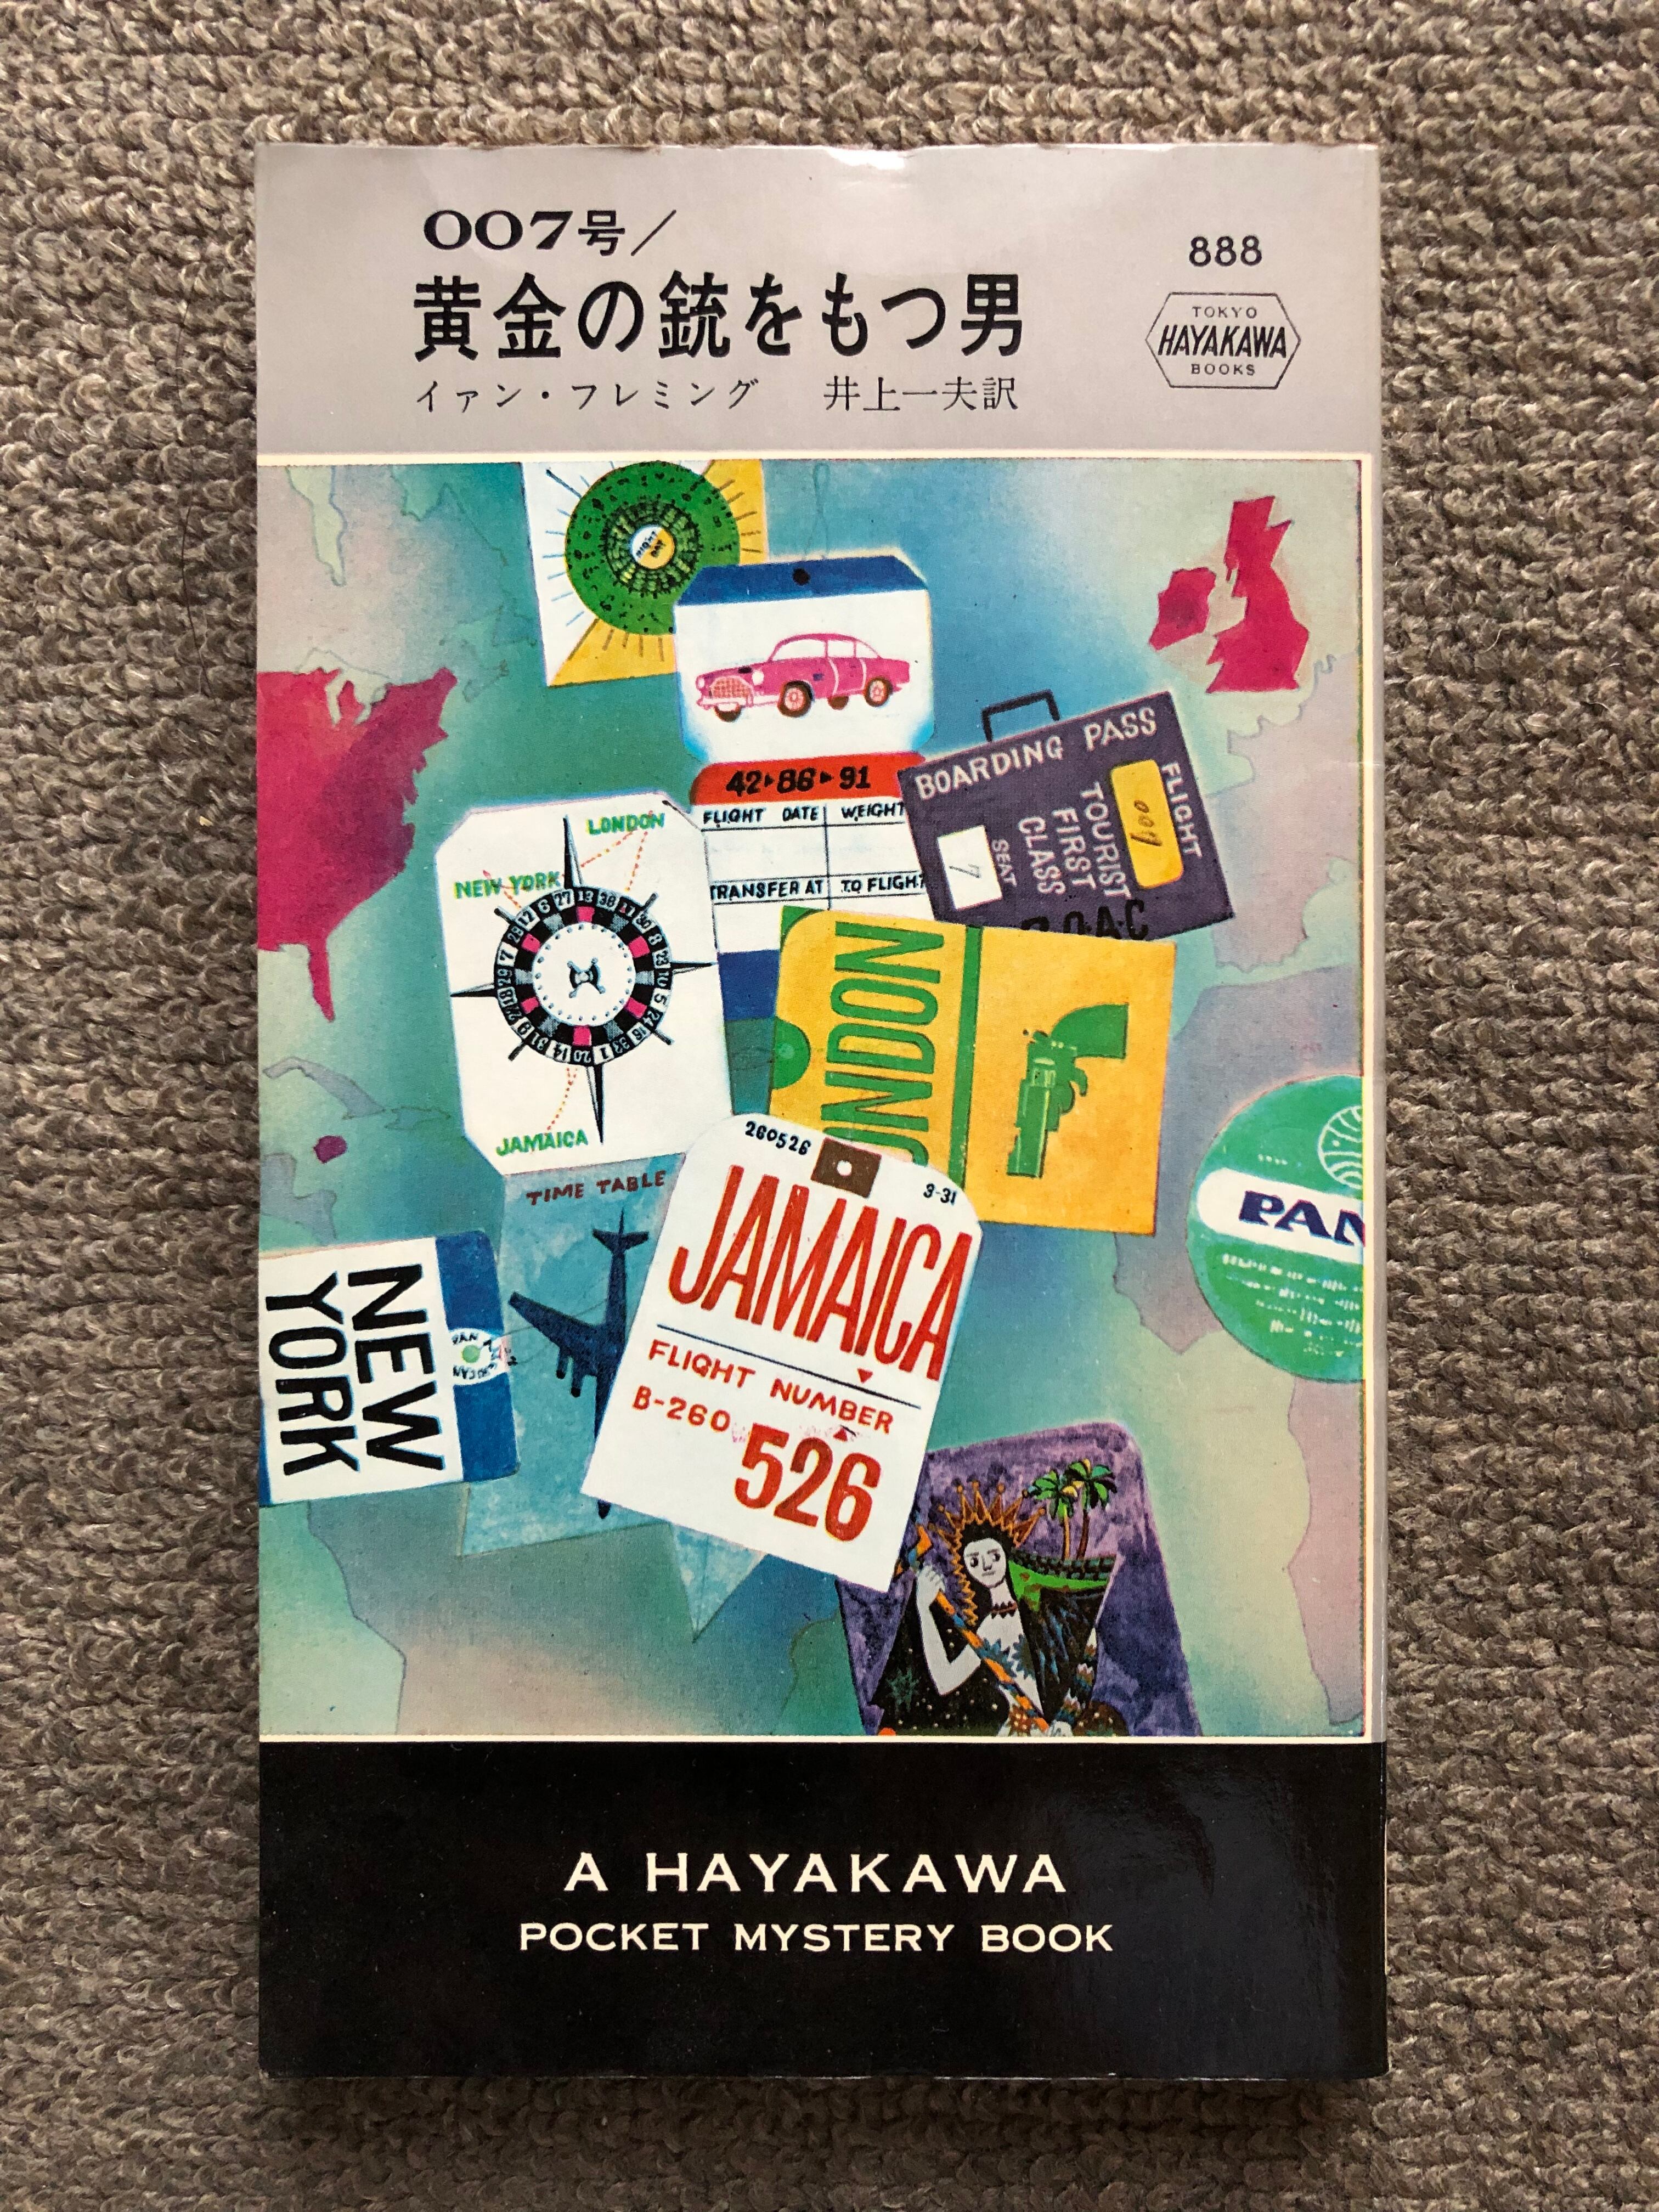 007号／
黄金の銃をもつ男
イアン・フレミング 井上一夫訳
888
TOKYO
HAYAKAWA
BOOKS
42▸86▸91
FLIGHT DATE WEIGHT
TRANSFER AT TO FLIGHT
BOARDING PASS
FLIGHT
007
TOURIST
FIRST
CLASS
SEAT
7
LONDON
NEW YORK
JAMAICA
LONDON
TIME TABLE
260526
3-31
JAMAICA
FLIGHT NUMBER
B-260
526
NEW
YORK
PAN
A HAYAKAWA
POCKET MYSTERY BOOK